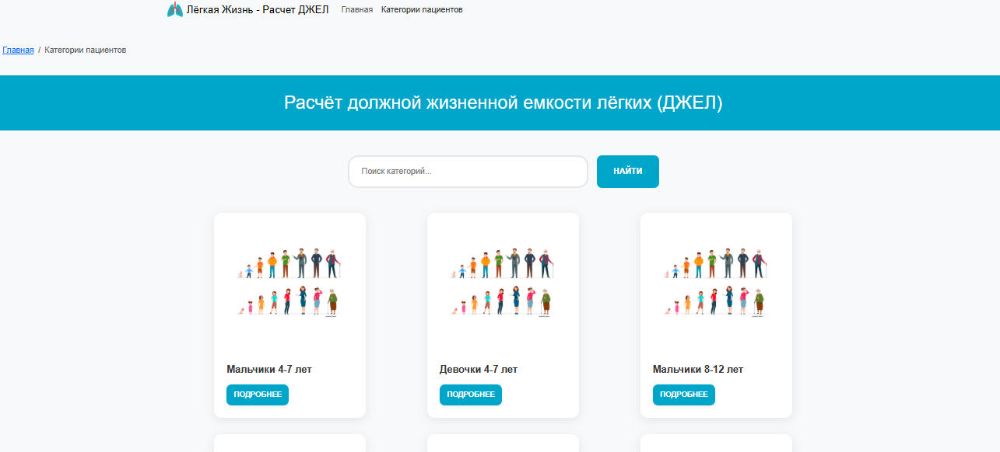 Лёгкая Жизнь - Расчет ДЖЕЛ Главная Категории пациентов
Главная / Категории пациентов
Расчёт должной жизненной емкости лёгких (ДЖЕЛ)
Поиск категорий... НАЙТИ
Мальчики 4-7 лет
ПОДРОБНЕЕ
Девочки 4-7 лет
ПОДРОБНЕЕ
Мальчики 8-12 лет
ПОДРОБНЕЕ